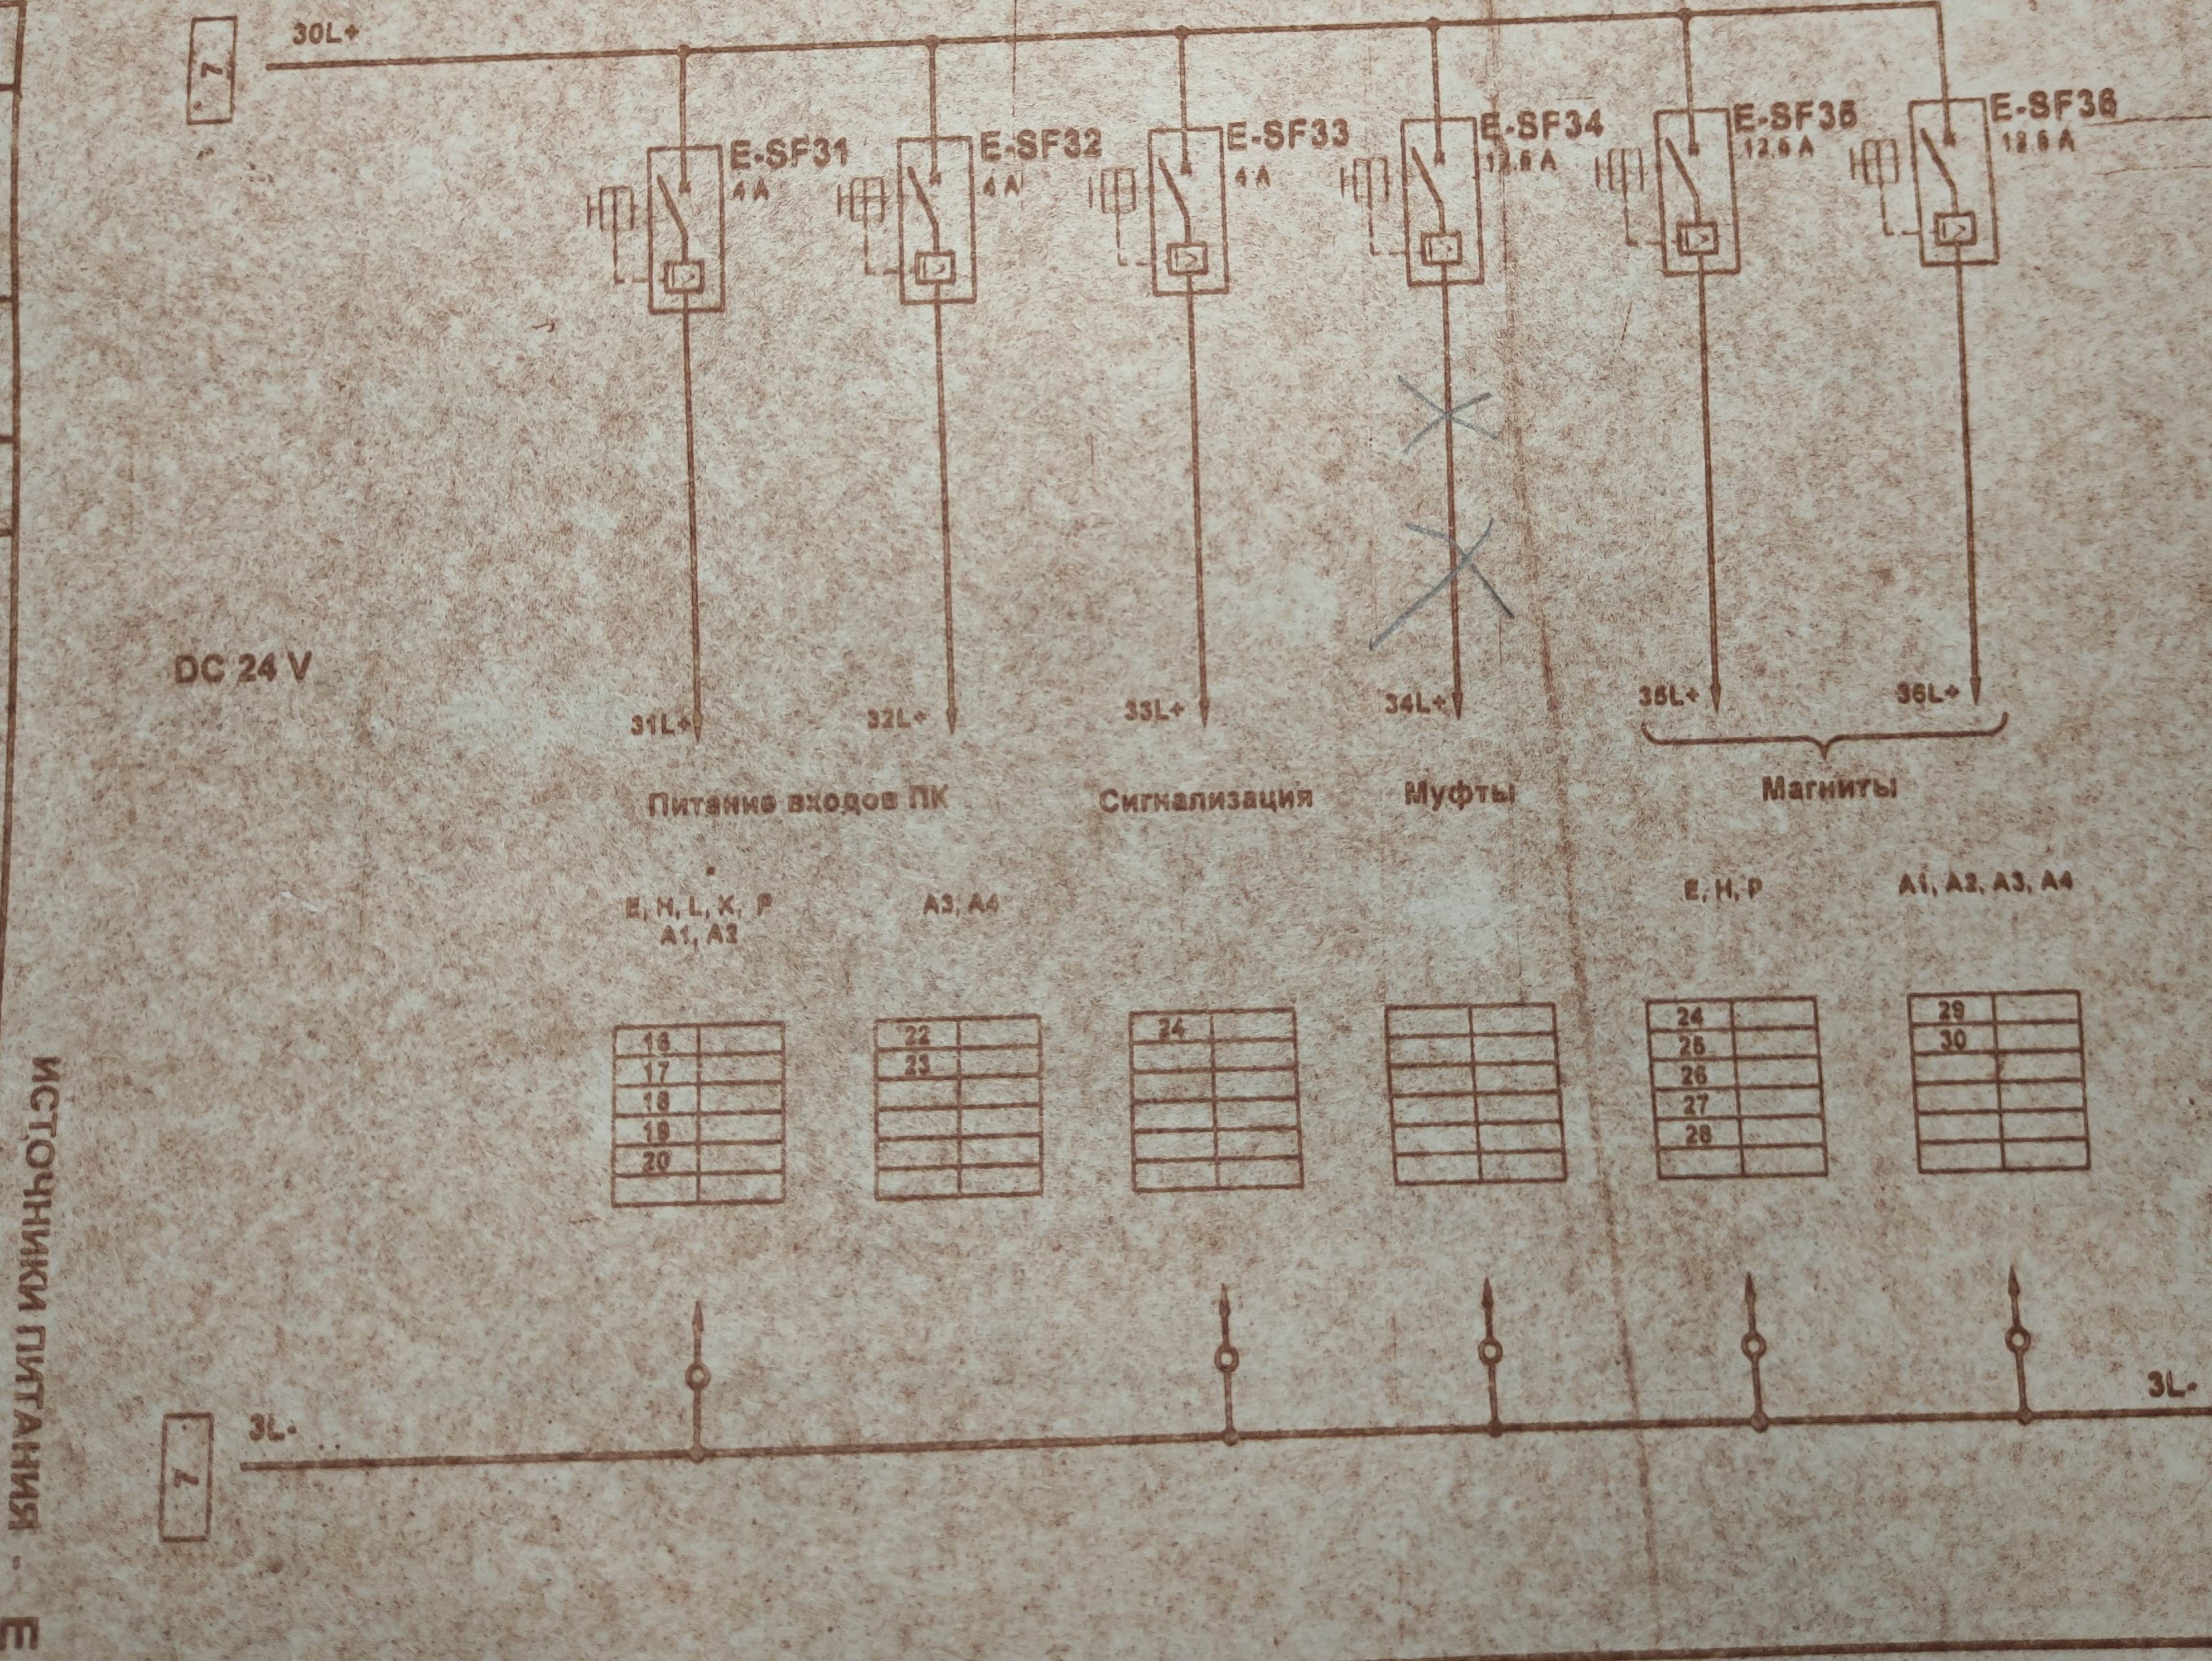 7
30L+
E-SF31
4 A
E-SF32
4 A
E-SF33
4 A
E-SF34
12.5 A
E-SF35
12.5 A
E-SF36
12.5 A
DC 24 V
31L+
32L+
33L+
34L+
35L+
36L+
Питание входов ПК
Сигнализация
Муфты
Магниты
E, H, L, K, P
A1, A2
A3, A4
E, H, P
A1, A2, A3, A4
16
17
18
19
20
22
23
24
24
25
26
27
28
29
30
7
3L-
3L-
ИСТОЧНИКИ ПИТАНИЯ - E